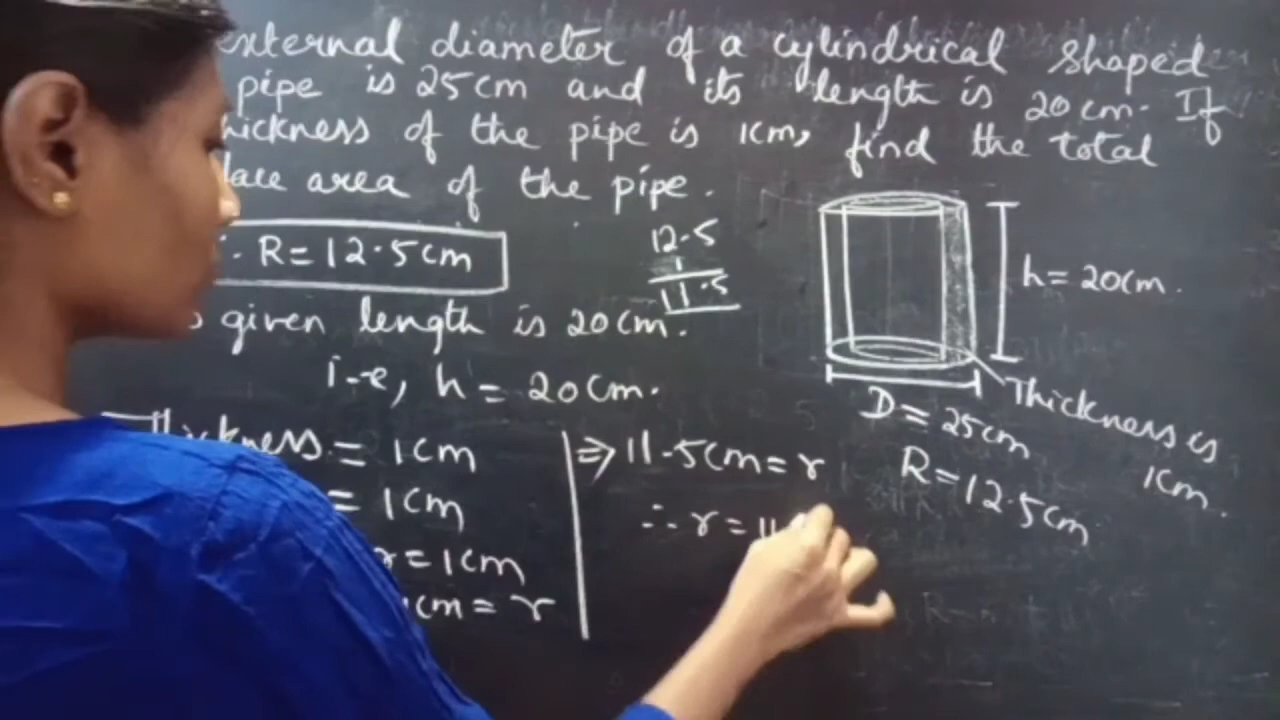 external diameter of a cylindrical shaped
pipe is 25cm and its length is 20cm. If
hickness of the pipe is 1cm, find the total
face area of the pipe.
∴ R=12.5cm
12.5
1
11.5
given length is 20cm.
i.e, h = 20cm.
Thickness = 1cm
= 1cm
r=1cm
cm = r
⇒ 11.5cm=r
∴ r=11
h= 20cm.
Thickness is
1cm.
D=25cm
R=12.5cm